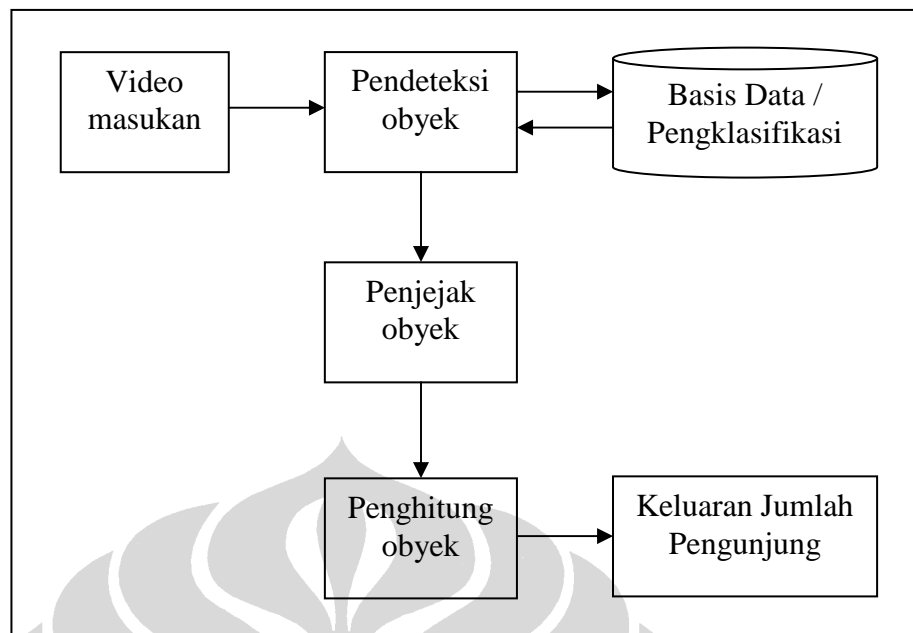 Video
masukan
Pendeteksi
obyek
Basis Data /
Pengklasifikasi
Penjejak
obyek
Penghitung
obyek
Keluaran Jumlah
Pengunjung